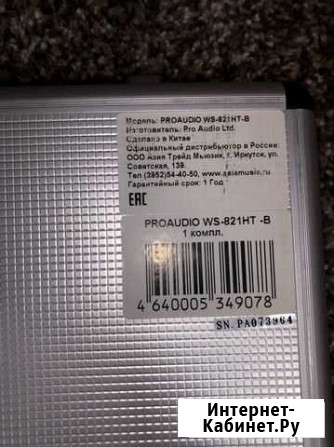 Модель: PROAUDIO WS-821HT-B
Изготовитель: Pro Audio Ltd.
Сделано в Китае
Официальный дистрибьютор в России:
ООО Азия Трейд Мьюзик, г. Иркутск, ул.
Советская, 139.
Тел (3952)54-40-50, www.asiamusic.ru
Гарантийный срок: 1 Год
EAC
PROAUDIO WS-821HT -B
1 компл.
4 640005 349078
SN. PA073964
Интернет-
Кабинет.Ру